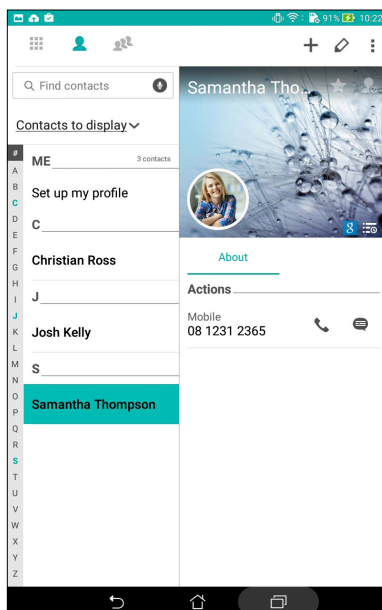 91% 10:22
Find contacts
Contacts to display
#
A
B
C
D
E
F
G
H
I
J
K
L
M
N
O
P
Q
R
S
T
U
V
W
X
Y
Z
ME 3 contacts
Set up my profile
C
Christian Ross
J
Josh Kelly
S
Samantha Thompson
Samantha Tho...
8
About
Actions
Mobile
08 1231 2365